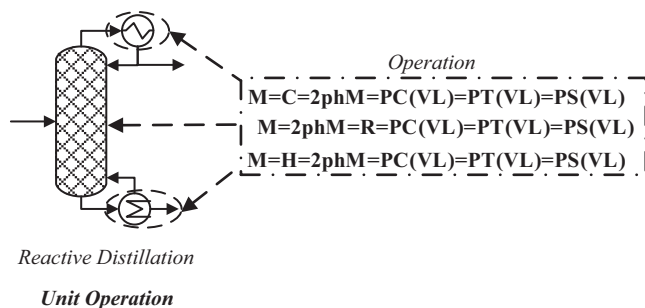 Operation
M=C=2phM=PC(VL)=PT(VL)=PS(VL)
M=2phM=R=PC(VL)=PT(VL)=PS(VL)
M=H=2phM=PC(VL)=PT(VL)=PS(VL)
Reactive Distillation
Unit Operation